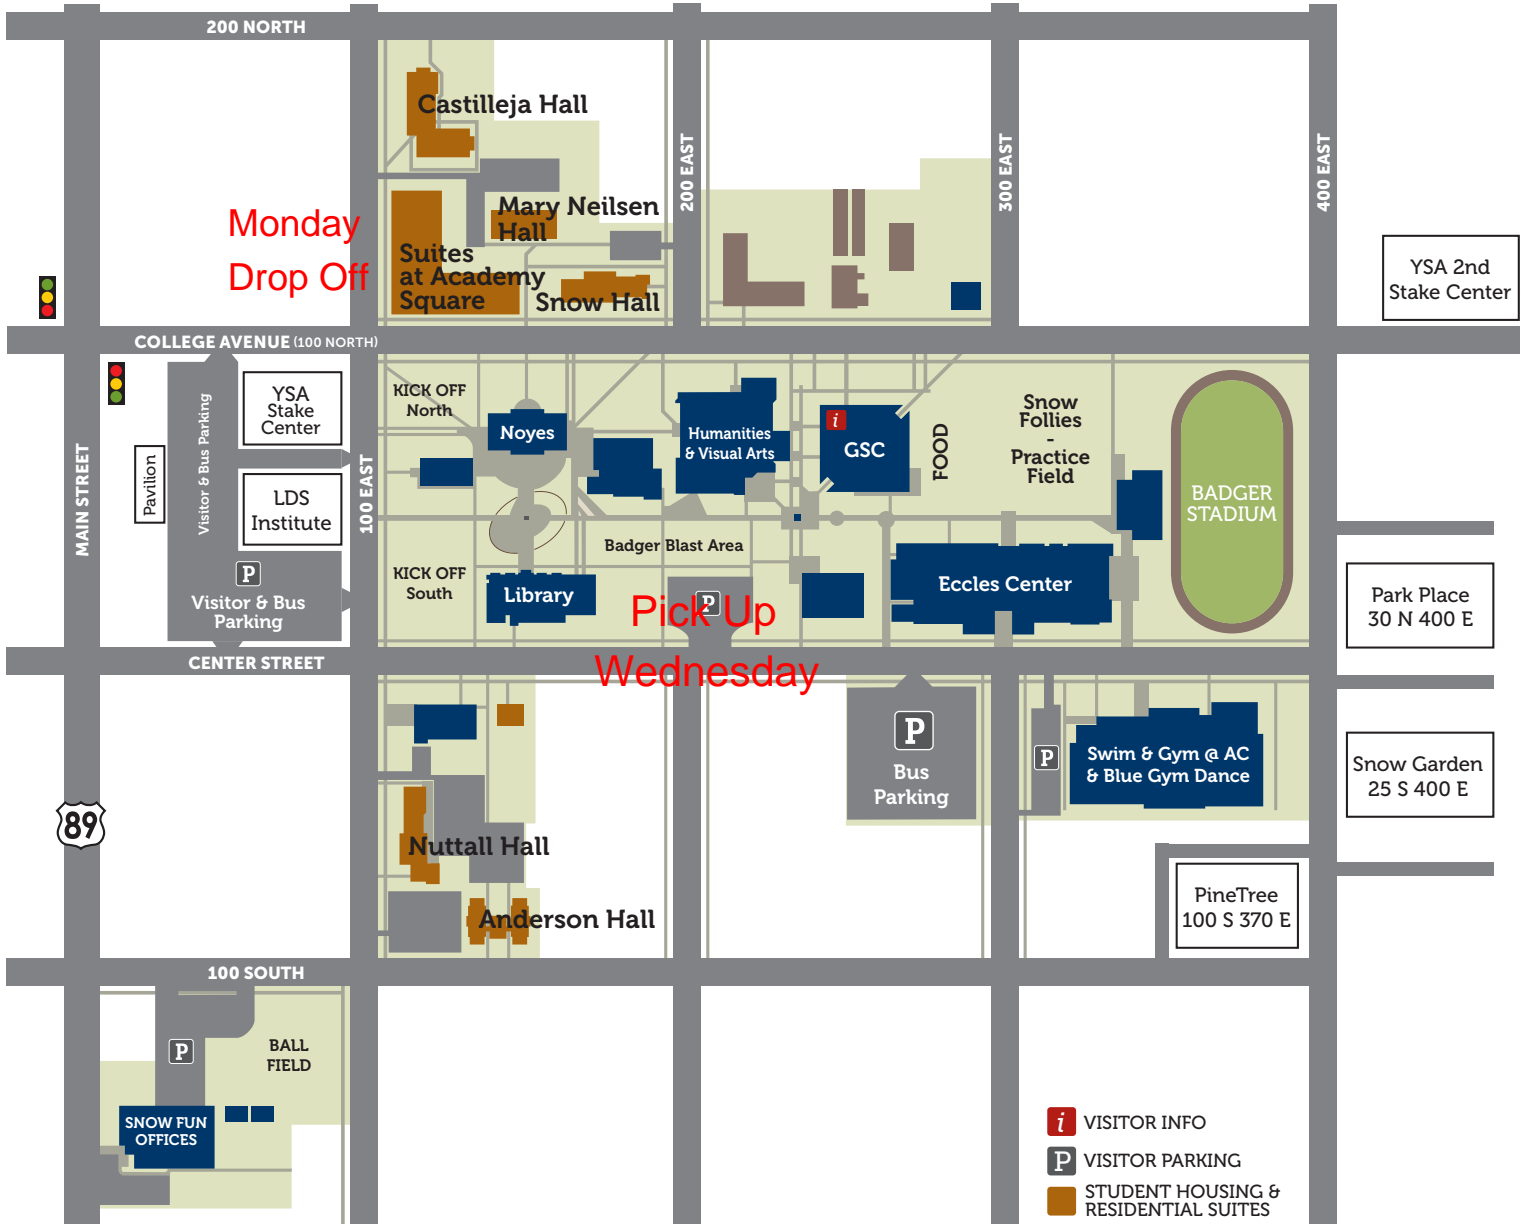 200 NORTH
Castilleja Hall
200 EAST
300 EAST
400 EAST
Mary Neilsen
Hall
Monday
Drop Off
Suites
at Academy
Square
Snow Hall
YSA 2nd
Stake Center
COLLEGE AVENUE (100 NORTH)
YSA
Stake
Center
Visitor & Bus Parking
Pavilion
LDS
Institute
MAIN STREET
100 EAST
KICK OFF
North
Noyes
Humanities
& Visual Arts
i
GSC
FOOD
Snow
Follies
-
Practice
Field
BADGER
STADIUM
Badger Blast Area
P
Visitor & Bus
Parking
KICK OFF
South
Library
P
Pick Up
Wednesday
Eccles Center
Park Place
30 N 400 E
CENTER STREET
P
Bus
Parking
P
Swim & Gym @ AC
& Blue Gym Dance
Snow Garden
25 S 400 E
89
Nuttall Hall
Anderson Hall
PineTree
100 S 370 E
100 SOUTH
P
BALL
FIELD
SNOW FUN
OFFICES
i VISITOR INFO
P VISITOR PARKING
STUDENT HOUSING &
RESIDENTIAL SUITES